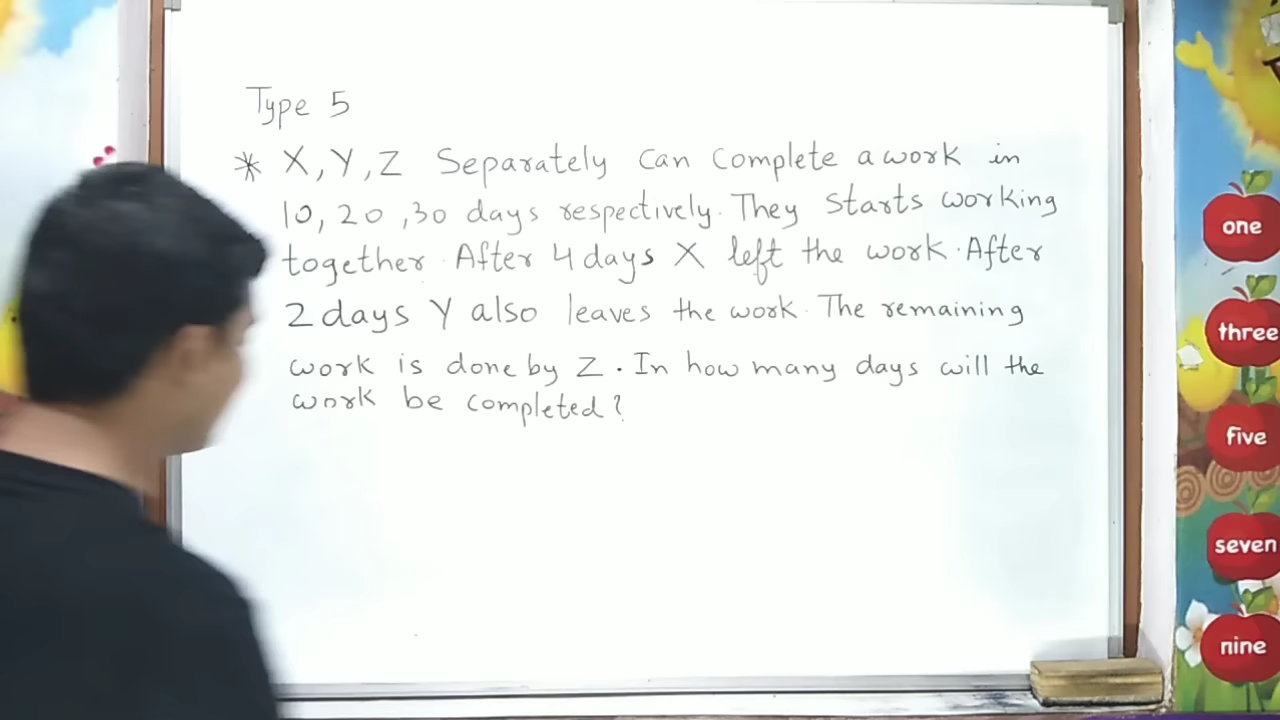 Type 5
* X, Y, Z Separately can complete a work in
10, 20, 30 days respectively. They starts working
together. After 4 days X left the work. After
2 days Y also leaves the work. The remaining
work is done by Z. In how many days will the
work be completed?
one
three
five
seven
nine